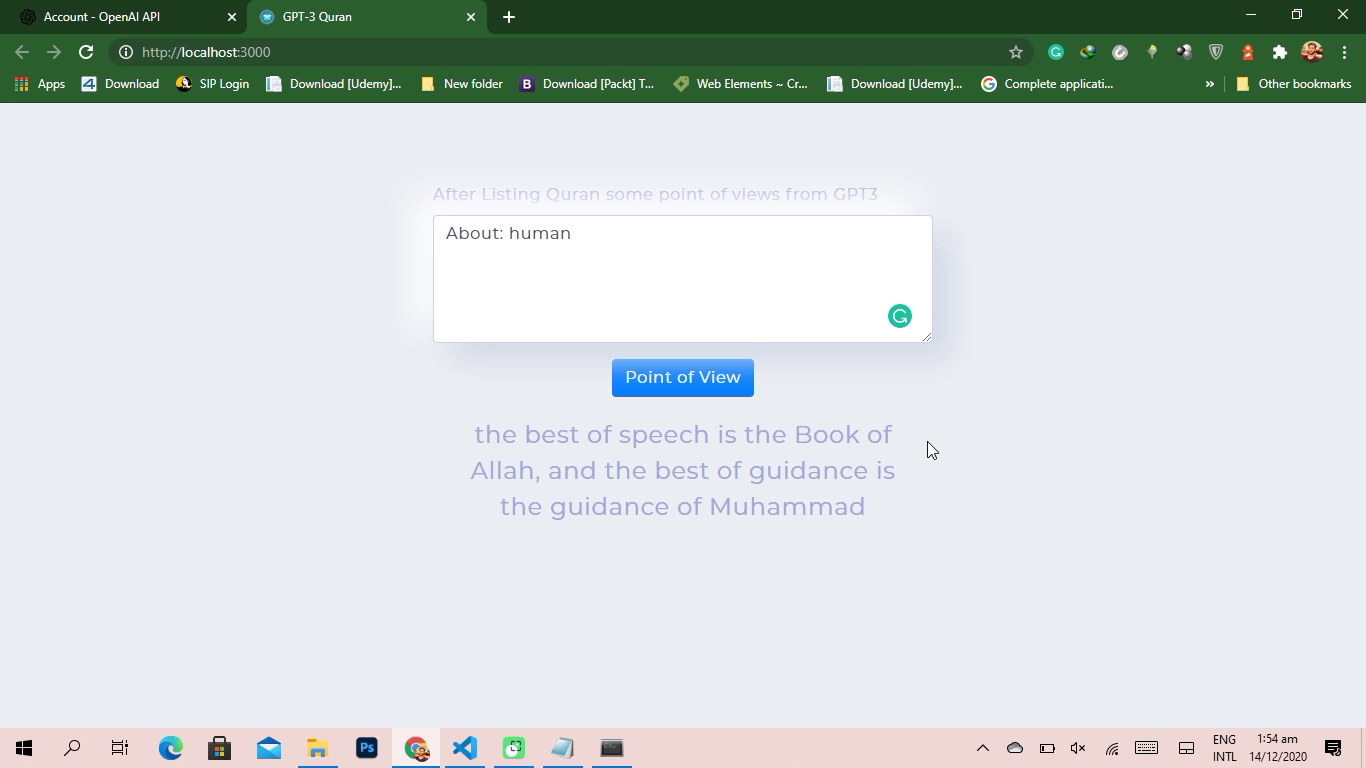 Account - OpenAI API
GPT-3 Quran
http://localhost:3000
Apps
Download
SIP Login
Download [Udemy]...
New folder
Download [Packt] T...
Web Elements ~ Cr...
Download [Udemy]...
Complete applicati...
»
Other bookmarks
After Listing Quran some point of views from GPT3
About: human
Point of View
the best of speech is the Book of
Allah, and the best of guidance is
the guidance of Muhammad
Ps
ENG
INTL
1:54 am
14/12/2020